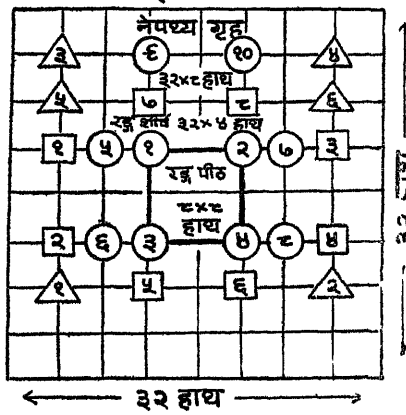 नेपथ्य गृह
३ ९ १० ४
३२×८ हाथ
५ ७ ८ ६
रङ्ग शीर्ष ३२×४ हाथ
१ ५ १ २ ७ ३
रङ्ग पीठ
८×८
हाथ
२ ६ ३ ४ ८ ४
१ ५ ६ २
३२ हाथ
३२ हाथ